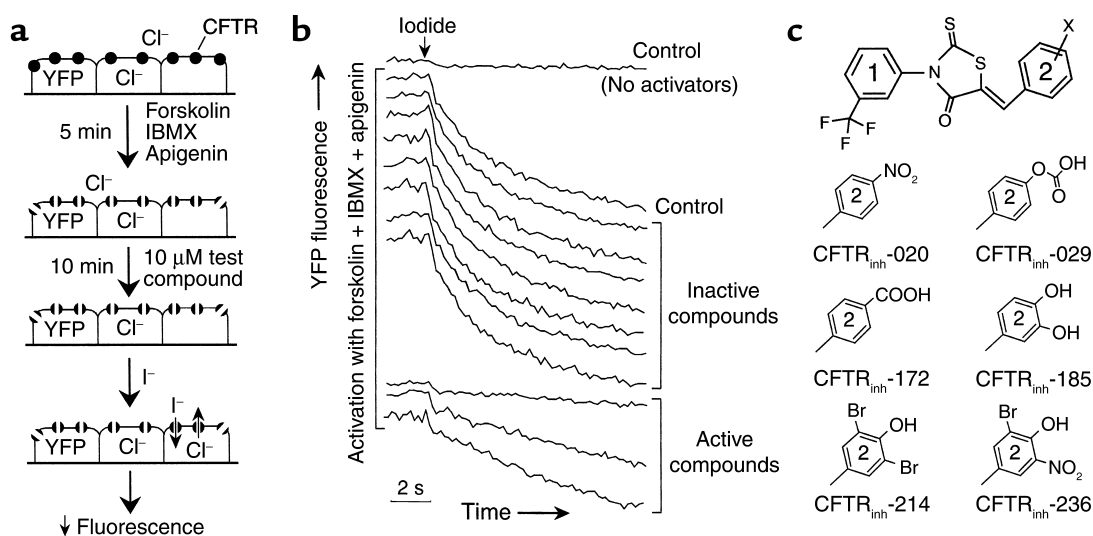 a
CFTR
Cl⁻
YFP
Cl⁻
5 min
Forskolin
IBMX
Apigenin
Cl⁻
YFP
Cl⁻
10 min
10 µM test
compound
YFP
Cl⁻
I⁻
I⁻
YFP
Cl⁻
Cl⁻
↓ Fluorescence
b
Iodide
Control
(No activators)
YFP fluorescence
Activation with forskolin + IBMX + apigenin
Control
Inactive
compounds
Active
compounds
2 s
Time
c
S
X
1
N
S
2
O
F
F
F
2
NO₂
CFTRinh-020
2
O
OH
O
CFTRinh-029
2
COOH
CFTRinh-172
2
OH
OH
CFTRinh-185
Br
OH
2
Br
CFTRinh-214
Br
OH
2
NO₂
CFTRinh-236